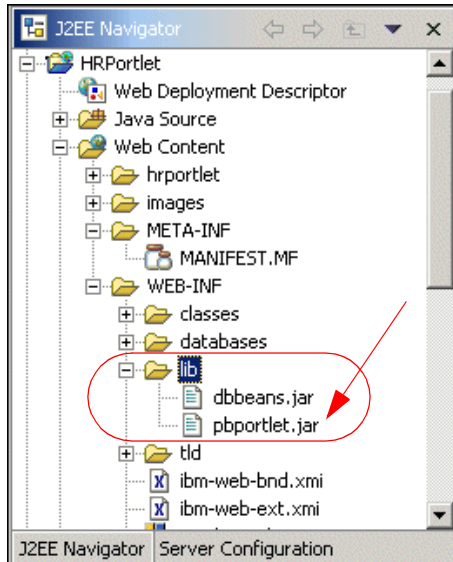 J2EE Navigator
HRPortlet
Web Deployment Descriptor
Java Source
Web Content
hrportlet
images
META-INF
MANIFEST.MF
WEB-INF
classes
databases
lib
dbbeans.jar
pbportlet.jar
tld
ibm-web-bnd.xmi
ibm-web-ext.xmi
J2EE Navigator Server Configuration